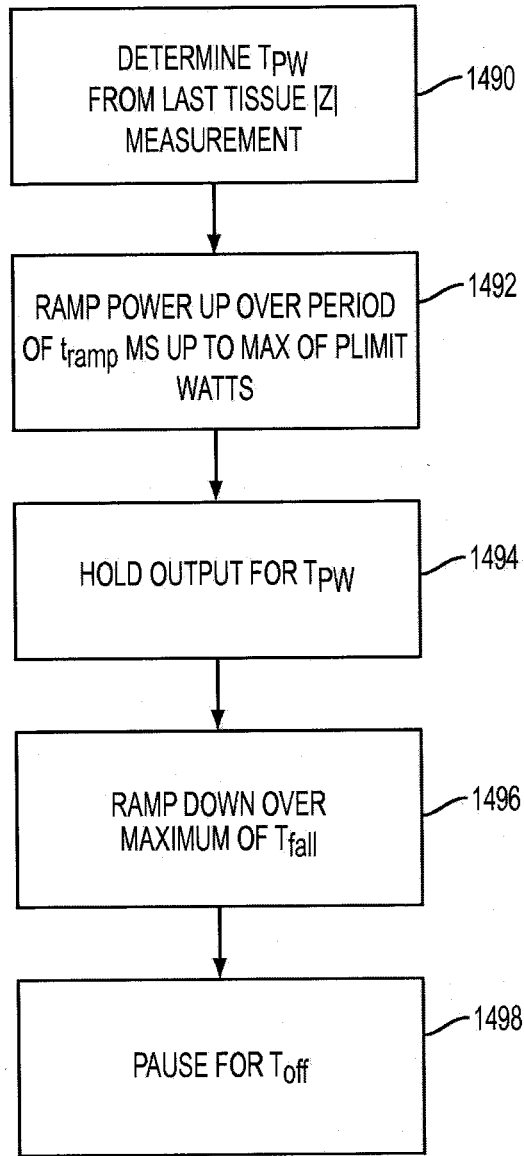 DETERMINE TPW
FROM LAST TISSUE |Z|
MEASUREMENT
1490
RAMP POWER UP OVER PERIOD
OF tramp MS UP TO MAX OF PLIMIT
WATTS
1492
HOLD OUTPUT FOR TPW
1494
RAMP DOWN OVER
MAXIMUM OF Tfall
1496
PAUSE FOR Toff
1498